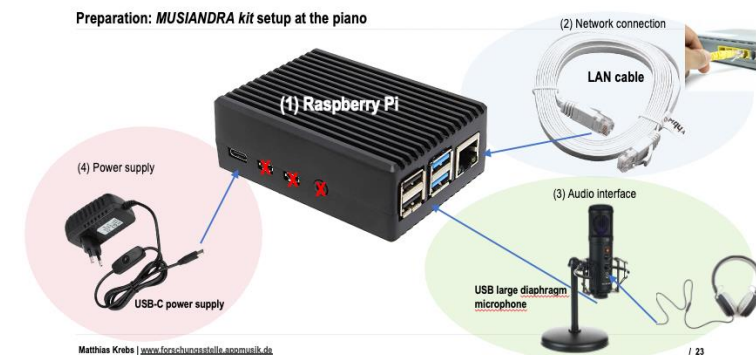 Preparation: MUSIANDRA kit setup at the piano
(2) Network connection
LAN cable
(1) Raspberry Pi
(4) Power supply
USB-C power supply
(3) Audio interface
USB large diaphragm
microphone
Matthias Krebs | www.forschungsstelle.appmusik.de
/ 23